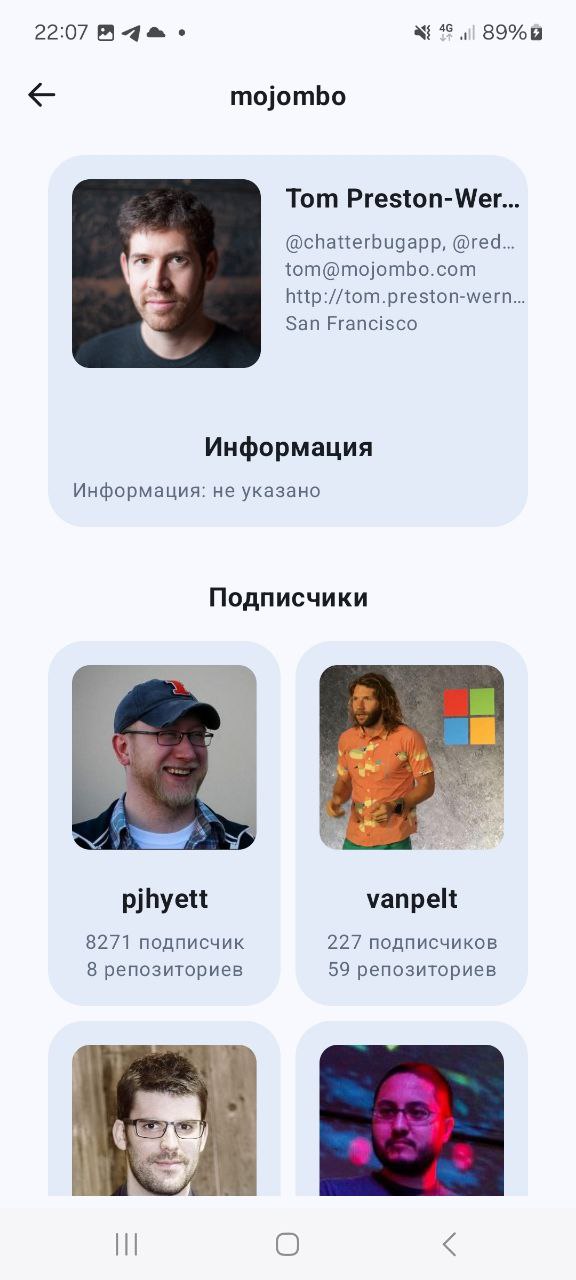 22:07
4G
89%
mojombo
Tom Preston-Wer...
@chatterbugapp, @red...
tom@mojombo.com
http://tom.preston-wern...
San Francisco
Информация
Информация: не указано
Подписчики
pjhyett
8271 подписчик
8 репозиториев
vanpelt
227 подписчиков
59 репозиториев